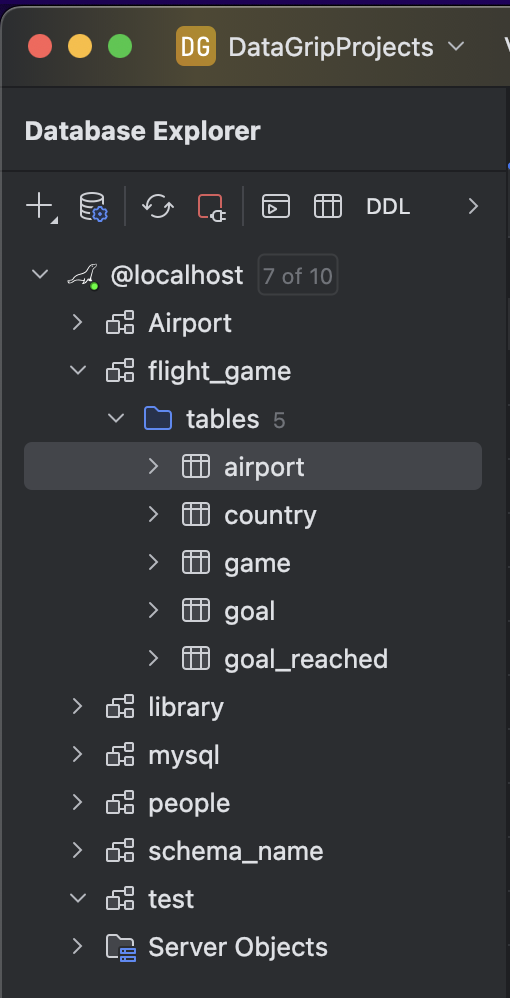 DG DataGripProjects
Database Explorer
DDL
@localhost 7 of 10
Airport
flight_game
tables 5
airport
country
game
goal
goal_reached
library
mysql
people
schema_name
test
Server Objects